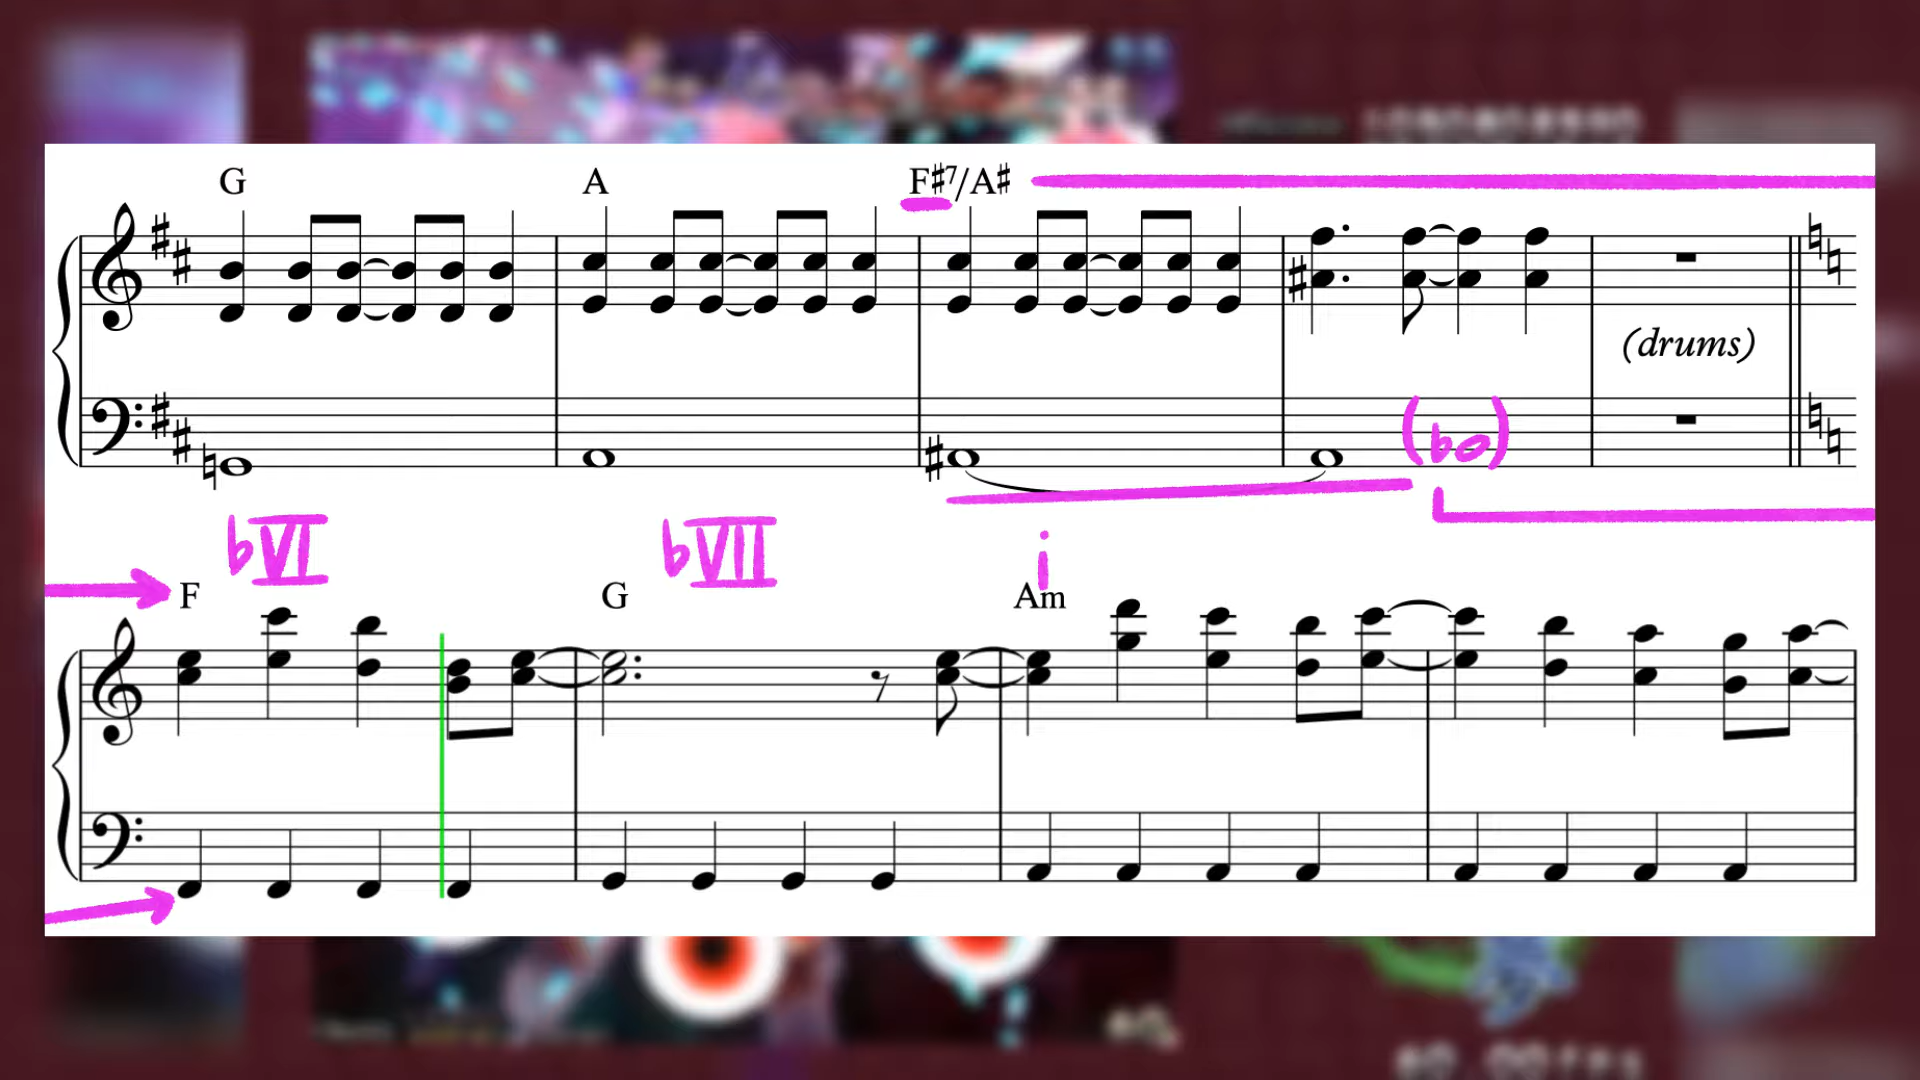 G A F♯⁷/A♯
(drums)
(♭o)
♭VI ♭VII i
F G Am